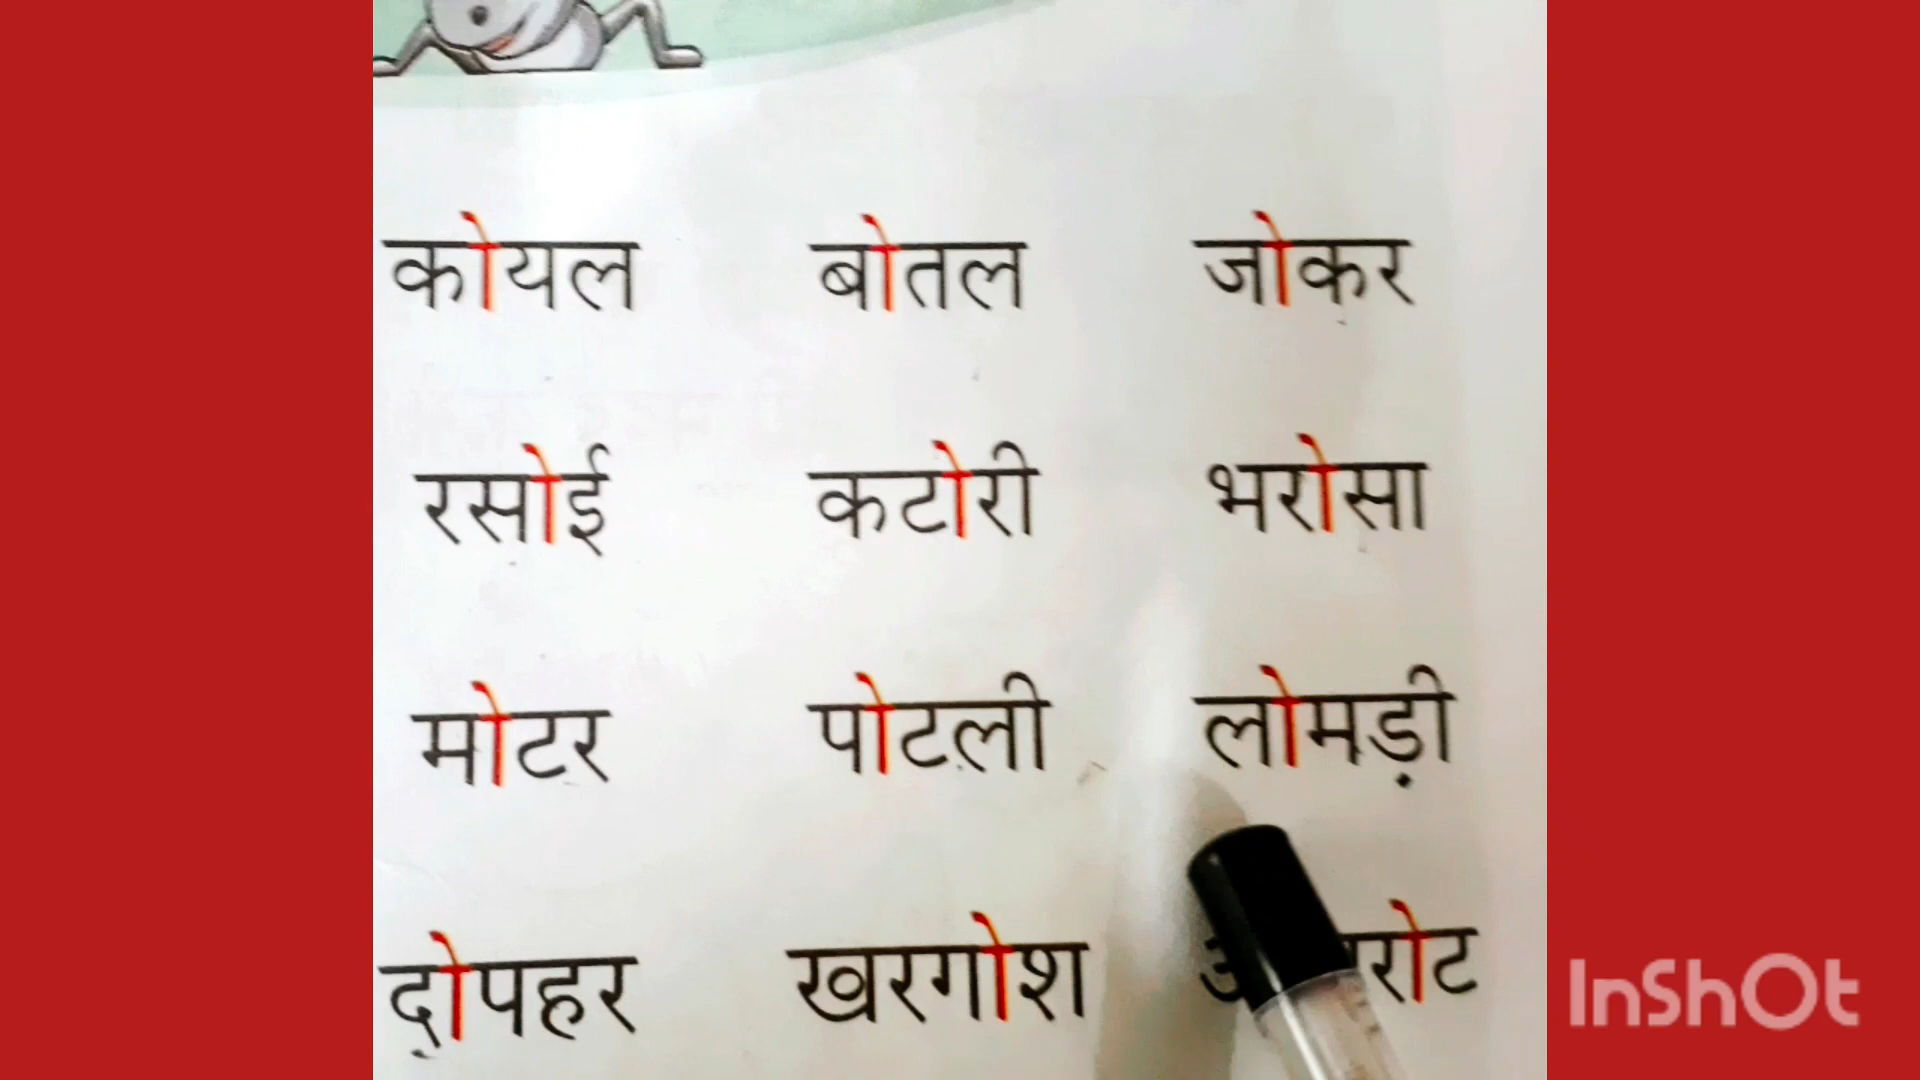 कोयल बोतल जोकर
रसोई कटोरी भरोसा
मोटर पोटली लोमड़ी
दोपहर खरगोश
InShOt